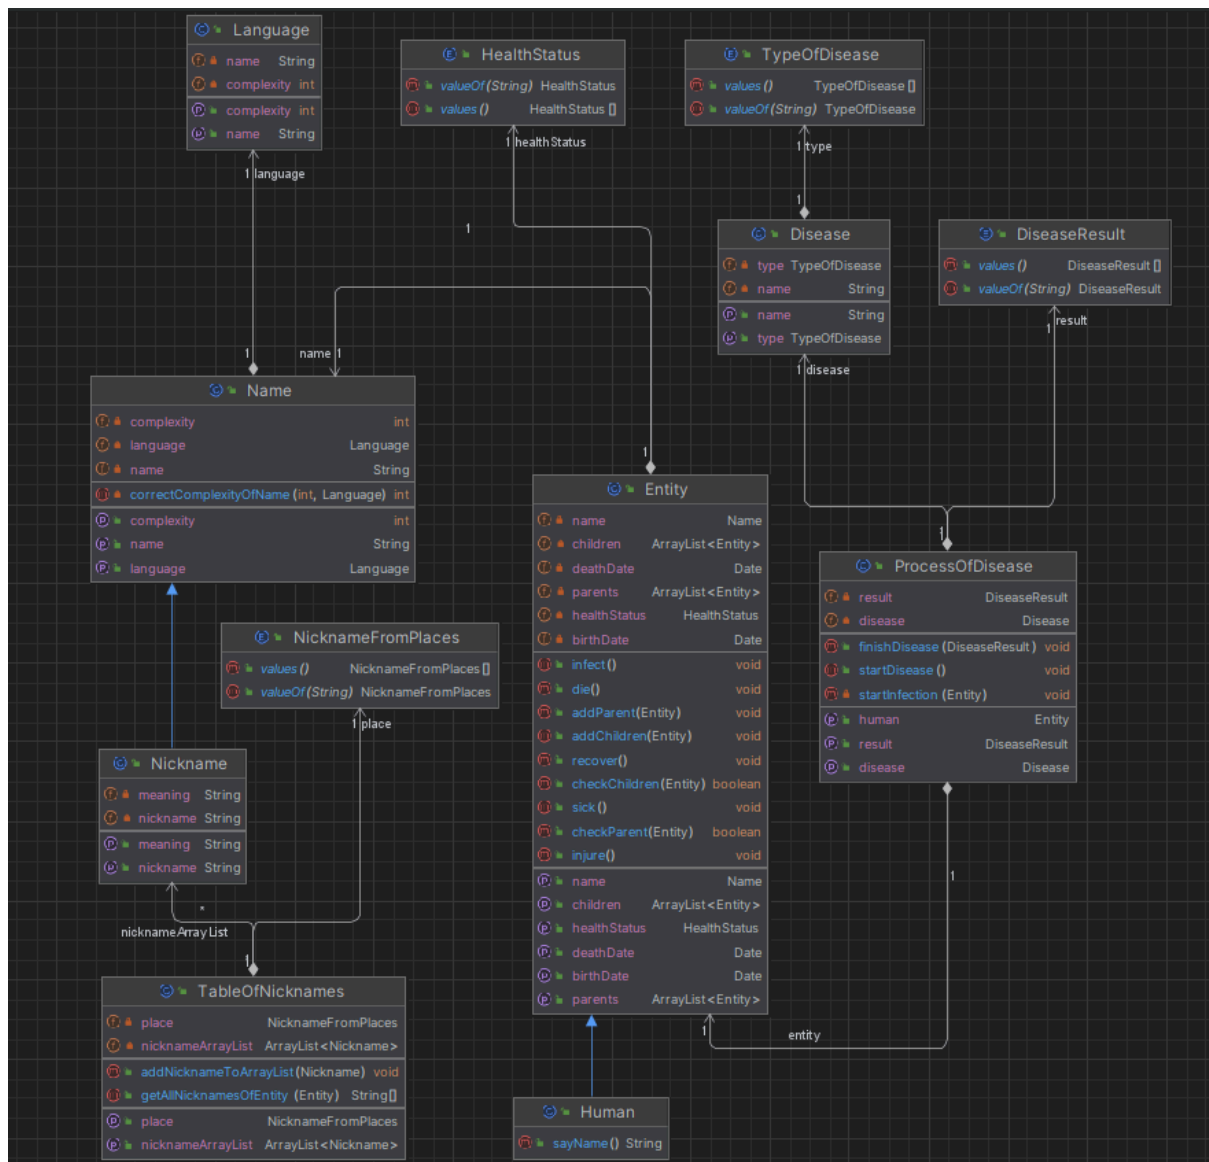 Language
name String
complexity int
complexity int
name String
1 language
1
HealthStatus
valueOf(String) HealthStatus
values() HealthStatus[]
1 healthStatus
1
TypeOfDisease
values() TypeOfDisease[]
valueOf(String) TypeOfDisease
1 type
1
Disease
type TypeOfDisease
name String
name String
type TypeOfDisease
1 disease
DiseaseResult
values() DiseaseResult[]
valueOf(String) DiseaseResult
1 result
name 1
Name
complexity int
language Language
name String
correctComplexityOfName(int, Language) int
complexity int
name String
language Language
1
Entity
name Name
children ArrayList<Entity>
deathDate Date
parents ArrayList<Entity>
healthStatus HealthStatus
birthDate Date
infect() void
die() void
addParent(Entity) void
addChildren(Entity) void
recover() void
checkChildren(Entity) boolean
sick() void
checkParent(Entity) boolean
injure() void
name Name
children ArrayList<Entity>
healthStatus HealthStatus
deathDate Date
birthDate Date
parents ArrayList<Entity>
1
ProcessOfDisease
result DiseaseResult
disease Disease
finishDisease(DiseaseResult) void
startDisease() void
startInfection(Entity) void
human Entity
result DiseaseResult
disease Disease
1
1
entity
NicknameFromPlaces
values() NicknameFromPlaces[]
valueOf(String) NicknameFromPlaces
1 place
Nickname
meaning String
nickname String
meaning String
nickname String
*
nicknameArrayList
1
TableOfNicknames
place NicknameFromPlaces
nicknameArrayList ArrayList<Nickname>
addNicknameToArrayList(Nickname) void
getAllNicknamesOfEntity(Entity) String[]
place NicknameFromPlaces
nicknameArrayList ArrayList<Nickname>
Human
sayName() String